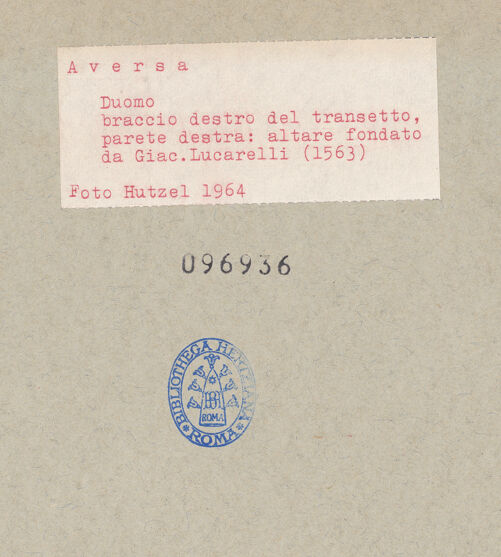 Aversa
Duomo
braccio destro del transetto,
parete destra: altare fondato
da Giac.Lucarelli (1563)
Foto Hutzel 1964
096936
BIBLIOTHECA HERTZIANA
ROMA
* ROMA *